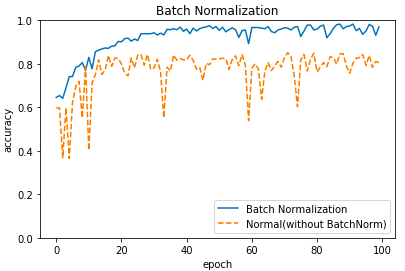 Batch Normalization
1.0
0.8
0.6
0.4
0.2
0.0
accuracy
0
20
40
60
80
100
epoch
Batch Normalization
Normal(without BatchNorm)